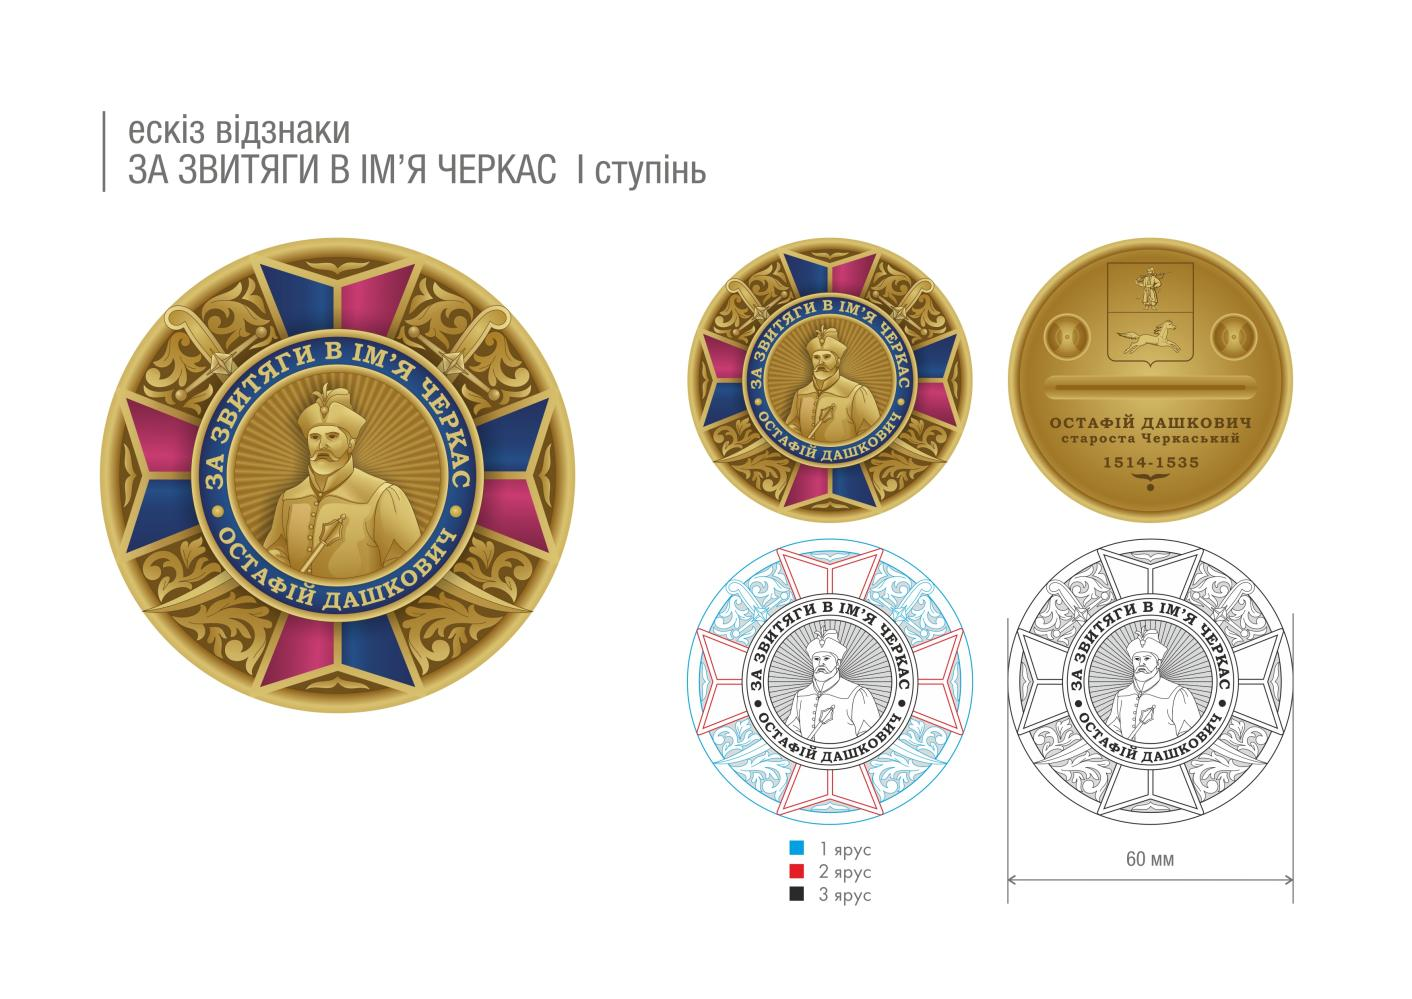 ескіз відзнаки
ЗА ЗВИТЯГИ В ІМ’Я ЧЕРКАС І ступінь
ЗА ЗВИТЯГИ В ІМ’Я ЧЕРКАС
ОСТАФІЙ ДАШКОВИЧ
ЗА ЗВИТЯГИ В ІМ’Я ЧЕРКАС
ОСТАФІЙ ДАШКОВИЧ
ОСТАФІЙ ДАШКОВИЧ
староста Черкаський
1514-1535
ЗА ЗВИТЯГИ В ІМ’Я ЧЕРКАС
ОСТАФІЙ ДАШКОВИЧ
ЗА ЗВИТЯГИ В ІМ’Я ЧЕРКАС
ОСТАФІЙ ДАШКОВИЧ
1 ярус
2 ярус
3 ярус
60 мм